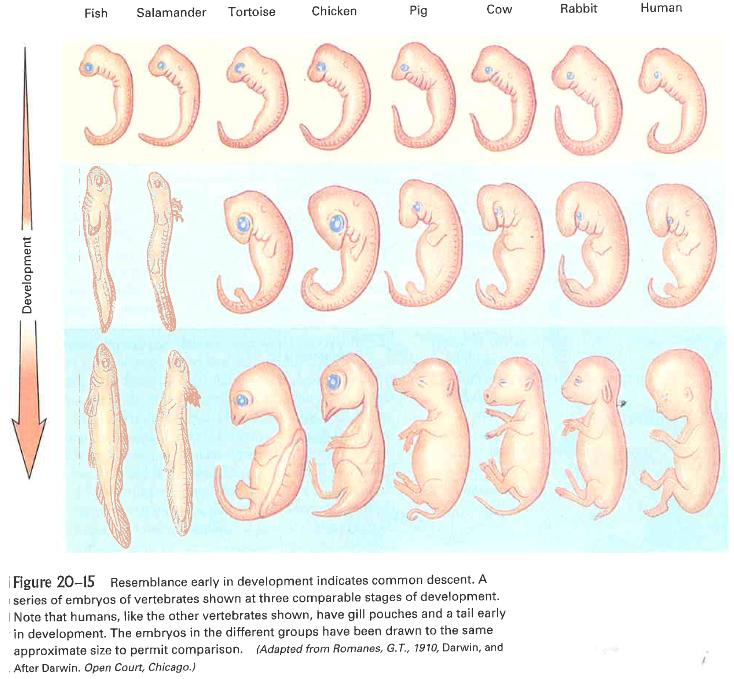 Fish Salamander Tortoise Chicken Pig Cow Rabbit Human
Development
Figure 20–15 Resemblance early in development indicates common descent. A
series of embryos of vertebrates shown at three comparable stages of development.
Note that humans, like the other vertebrates shown, have gill pouches and a tail early
in development. The embryos in the different groups have been drawn to the same
approximate size to permit comparison. (Adapted from Romanes, G.T., 1910, Darwin, and
After Darwin. Open Court, Chicago.)